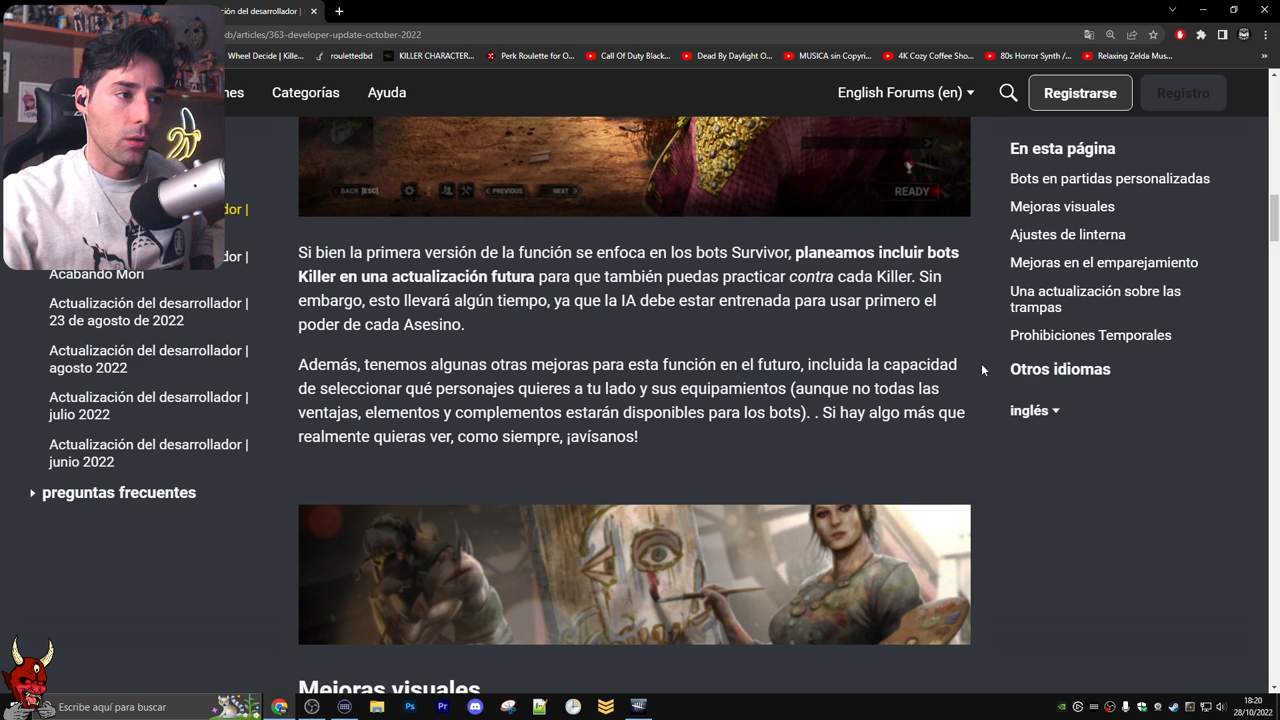 ón del desarrollador |
xb/articles/363-developer-update-october-2022
Wheel Decide | Kille...
roulettedbd
KILLER CHARACTER...
Perk Roulette for O...
Call Of Duty Black...
Dead By Daylight O...
MUSICA sin Copyri...
4K Cozy Coffee Sho...
80s Horror Synth /...
Relaxing Zelda Mus...
nes
Categorías
Ayuda
English Forums (en)
Registrarse
Registro
BACK [ESC]
PREVIOUS
NEXT
READY
dor |
dor |
Acabando Mori
Actualización del desarrollador |
23 de agosto de 2022
Actualización del desarrollador |
agosto 2022
Actualización del desarrollador |
julio 2022
Actualización del desarrollador |
junio 2022
preguntas frecuentes
Si bien la primera versión de la función se enfoca en los bots Survivor, planeamos incluir bots
Killer en una actualización futura para que también puedas practicar contra cada Killer. Sin
embargo, esto llevará algún tiempo, ya que la IA debe estar entrenada para usar primero el
poder de cada Asesino.
Además, tenemos algunas otras mejoras para esta función en el futuro, incluida la capacidad
de seleccionar qué personajes quieres a tu lado y sus equipamientos (aunque no todas las
ventajas, elementos y complementos estarán disponibles para los bots). . Si hay algo más que
realmente quieras ver, como siempre, ¡avísanos!
Mejoras visuales
En esta página
Bots en partidas personalizadas
Mejoras visuales
Ajustes de linterna
Mejoras en el emparejamiento
Una actualización sobre las
trampas
Prohibiciones Temporales
Otros idiomas
inglés
Escribe aquí para buscar
18:20
28/10/2022